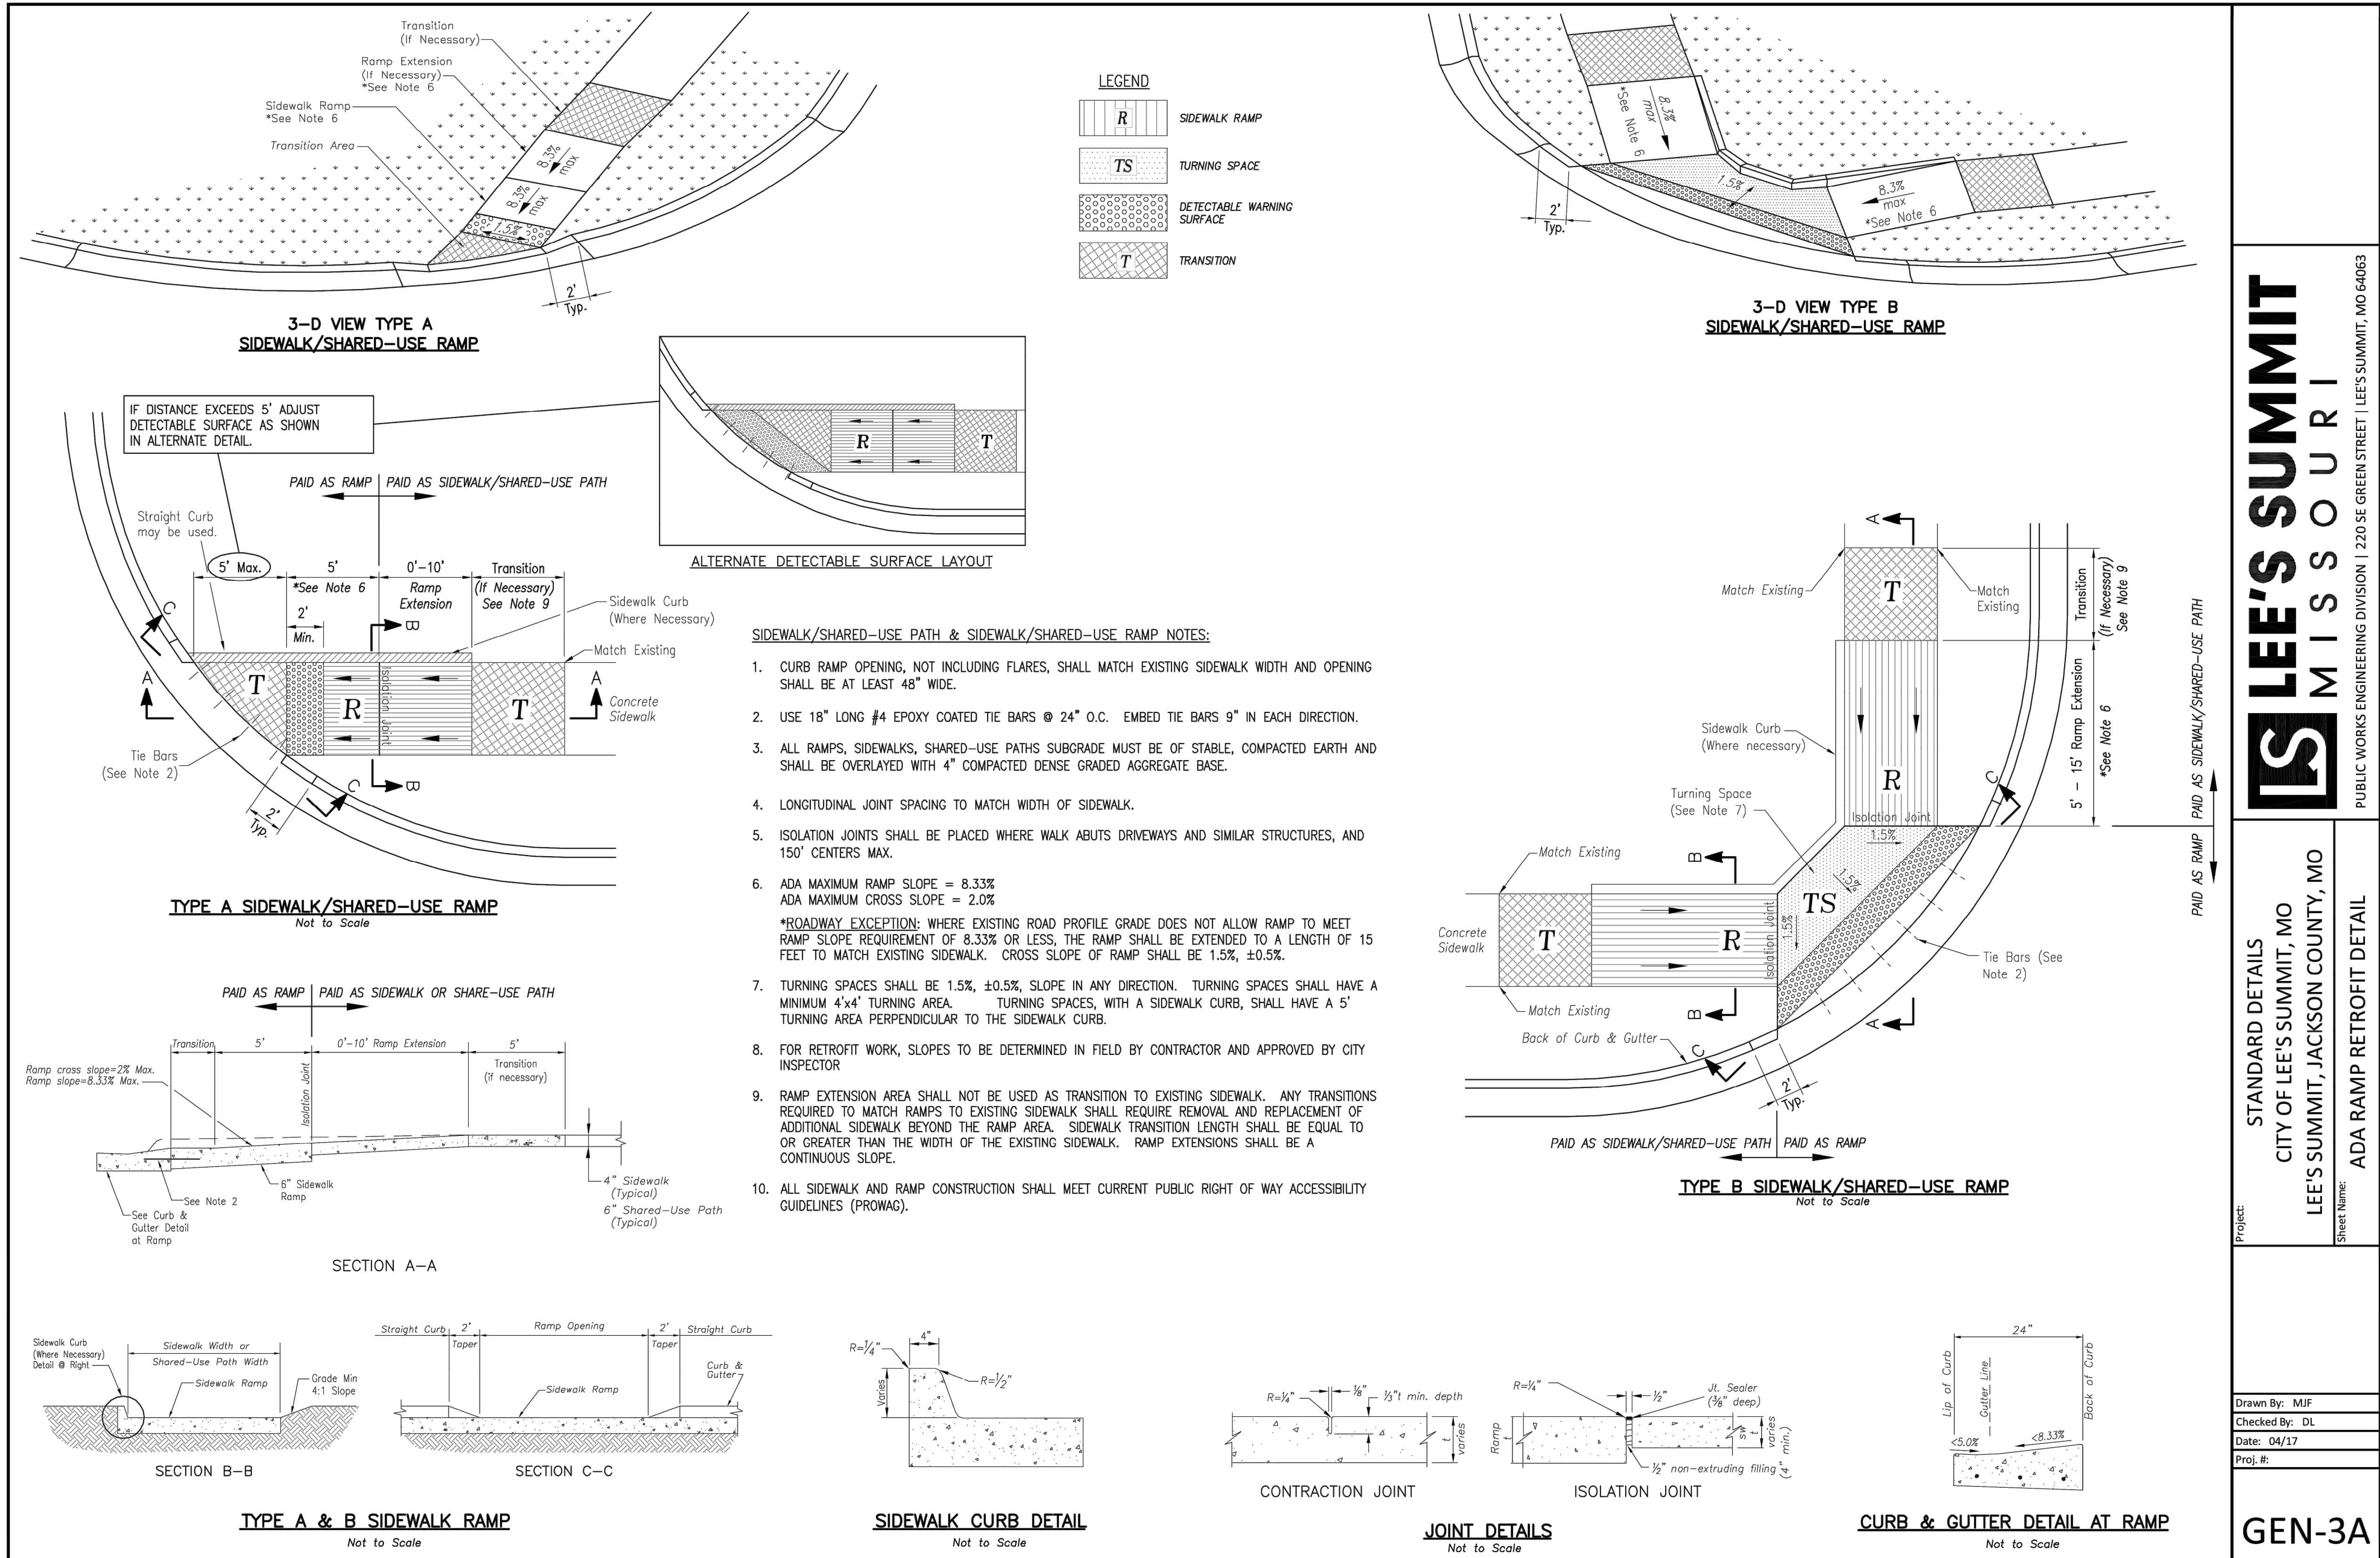 Transition
(If Necessary)
Ramp Extension
(If Necessary)
*See Note 6
Sidewalk Ramp
*See Note 6
Transition Area
8.3%
max
8.3%
max
1.5%
2'
Typ.
3-D VIEW TYPE A
SIDEWALK/SHARED-USE RAMP
LEGEND
R
SIDEWALK RAMP
TS
TURNING SPACE
DETECTABLE WARNING
SURFACE
T
TRANSITION
8.3%
max
*See Note 6
1.5%
8.3%
max
*See Note 6
2'
Typ.
3-D VIEW TYPE B
SIDEWALK/SHARED-USE RAMP
IF DISTANCE EXCEEDS 5' ADJUST
DETECTABLE SURFACE AS SHOWN
IN ALTERNATE DETAIL.
R
T
ALTERNATE DETECTABLE SURFACE LAYOUT
PAID AS RAMP
PAID AS SIDEWALK/SHARED-USE PATH
Straight Curb
may be used.
5' Max.
5'
*See Note 6
0'-10'
Ramp
Extension
Transition
(If Necessary)
See Note 9
2'
Min.
Sidewalk Curb
(Where Necessary)
Match Existing
C
B
A
A
T
R
T
Isolation Joint
Concrete
Sidewalk
Tie Bars
(See Note 2)
B
C
2'
Typ.
TYPE A SIDEWALK/SHARED-USE RAMP
Not to Scale
PAID AS RAMP
PAID AS SIDEWALK OR SHARE-USE PATH
Transition
5'
0'-10' Ramp Extension
5'
Transition
(if necessary)
Ramp cross slope=2% Max.
Ramp slope=8.33% Max.
Isolation Joint
See Note 2
6" Sidewalk
Ramp
See Curb &
Gutter Detail
at Ramp
4" Sidewalk
(Typical)
6" Shared-Use Path
(Typical)
SECTION A-A
SIDEWALK/SHARED-USE PATH & SIDEWALK/SHARED-USE RAMP NOTES:
1. CURB RAMP OPENING, NOT INCLUDING FLARES, SHALL MATCH EXISTING SIDEWALK WIDTH AND OPENING
SHALL BE AT LEAST 48" WIDE.
2. USE 18" LONG #4 EPOXY COATED TIE BARS @ 24" O.C. EMBED TIE BARS 9" IN EACH DIRECTION.
3. ALL RAMPS, SIDEWALKS, SHARED-USE PATHS SUBGRADE MUST BE OF STABLE, COMPACTED EARTH AND
SHALL BE OVERLAYED WITH 4" COMPACTED DENSE GRADED AGGREGATE BASE.
4. LONGITUDINAL JOINT SPACING TO MATCH WIDTH OF SIDEWALK.
5. ISOLATION JOINTS SHALL BE PLACED WHERE WALK ABUTS DRIVEWAYS AND SIMILAR STRUCTURES, AND
150' CENTERS MAX.
6. ADA MAXIMUM RAMP SLOPE = 8.33%
ADA MAXIMUM CROSS SLOPE = 2.0%
*ROADWAY EXCEPTION: WHERE EXISTING ROAD PROFILE GRADE DOES NOT ALLOW RAMP TO MEET
RAMP SLOPE REQUIREMENT OF 8.33% OR LESS, THE RAMP SHALL BE EXTENDED TO A LENGTH OF 15
FEET TO MATCH EXISTING SIDEWALK. CROSS SLOPE OF RAMP SHALL BE 1.5%, ±0.5%.
7. TURNING SPACES SHALL BE 1.5%, ±0.5%, SLOPE IN ANY DIRECTION. TURNING SPACES SHALL HAVE A
MINIMUM 4'x4' TURNING AREA. TURNING SPACES, WITH A SIDEWALK CURB, SHALL HAVE A 5'
TURNING AREA PERPENDICULAR TO THE SIDEWALK CURB.
8. FOR RETROFIT WORK, SLOPES TO BE DETERMINED IN FIELD BY CONTRACTOR AND APPROVED BY CITY
INSPECTOR
9. RAMP EXTENSION AREA SHALL NOT BE USED AS TRANSITION TO EXISTING SIDEWALK. ANY TRANSITIONS
REQUIRED TO MATCH RAMPS TO EXISTING SIDEWALK SHALL REQUIRE REMOVAL AND REPLACEMENT OF
ADDITIONAL SIDEWALK BEYOND THE RAMP AREA. SIDEWALK TRANSITION LENGTH SHALL BE EQUAL TO
OR GREATER THAN THE WIDTH OF THE EXISTING SIDEWALK. RAMP EXTENSIONS SHALL BE A
CONTINUOUS SLOPE.
10. ALL SIDEWALK AND RAMP CONSTRUCTION SHALL MEET CURRENT PUBLIC RIGHT OF WAY ACCESSIBILITY
GUIDELINES (PROWAG).
A
Match Existing
T
Match
Existing
Transition
(If Necessary)
See Note 9
Sidewalk Curb
(Where necessary)
R
5' - 15' Ramp Extension
*See Note 6
PAID AS SIDEWALK/SHARED-USE PATH
PAID AS RAMP
C
Turning Space
(See Note 7)
Isolation Joint
1.5%
1.5%
1.5%
TS
Match Existing
B
Concrete
Sidewalk
T
R
Isolation Joint
Tie Bars (See
Note 2)
Match Existing
B
A
Back of Curb & Gutter
C
2'
Typ.
PAID AS SIDEWALK/SHARED-USE PATH
PAID AS RAMP
TYPE B SIDEWALK/SHARED-USE RAMP
Not to Scale
Sidewalk Curb
(Where Necessary)
Detail @ Right
Sidewalk Width or
Shared-Use Path Width
Sidewalk Ramp
Grade Min
4:1 Slope
SECTION B-B
Straight Curb
2'
Taper
Ramp Opening
2'
Taper
Straight Curb
Curb &
Gutter
Sidewalk Ramp
SECTION C-C
TYPE A & B SIDEWALK RAMP
Not to Scale
R=1/4"
4"
R=1/2"
Varies
SIDEWALK CURB DETAIL
Not to Scale
R=1/4"
1/8"
1/3"t min. depth
t
varies
CONTRACTION JOINT
R=1/4"
1/2"
Jt. Sealer
(3/8" deep)
Ramp
t
sw
t
varies
(4" min.)
1/2" non-extruding filling
ISOLATION JOINT
JOINT DETAILS
Not to Scale
24"
Lip of Curb
Gutter Line
Back of Curb
<5.0%
<8.33%
CURB & GUTTER DETAIL AT RAMP
Not to Scale
LS
LEE'S SUMMIT
MISSOURI
PUBLIC WORKS ENGINEERING DIVISION | 220 SE GREEN STREET | LEE'S SUMMIT, MO 64063
Project:
STANDARD DETAILS
CITY OF LEE'S SUMMIT, MO
LEE'S SUMMIT, JACKSON COUNTY, MO
Sheet Name:
ADA RAMP RETROFIT DETAIL
Drawn By: MJF
Checked By: DL
Date: 04/17
Proj. #:
GEN-3A